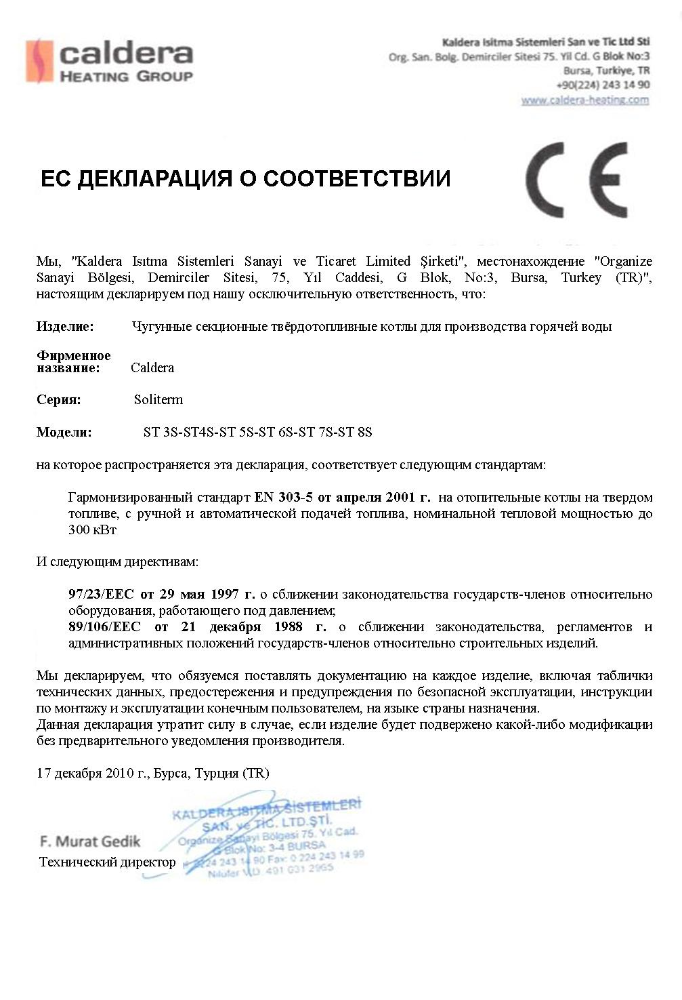 caldera
HEATING GROUP
Kaldera Isitma Sistemleri San ve Tic Ltd Sti
Org. San. Bolg. Demirciler Sitesi 75. Yil Cd. G Blok No:3
Bursa, Turkiye, TR
+90(224) 243 14 90
www.caldera-heating.com
CE
ЕС ДЕКЛАРАЦИЯ О СООТВЕТСТВИИ
Мы, "Kaldera Isıtma Sistemleri Sanayi ve Ticaret Limited Şirketi", местонахождение "Organize
Sanayi Bölgesi, Demirciler Sitesi, 75, Yıl Caddesi, G Blok, No:3, Bursa, Turkey (TR)",
настоящим декларируем под нашу осключительную ответственность, что:
Изделие: Чугунные секционные твёрдотопливные котлы для производства горячей воды
Фирменное
название: Caldera
Серия: Soliterm
Модели: ST 3S-ST4S-ST 5S-ST 6S-ST 7S-ST 8S
на которое распространяется эта декларация, соответствует следующим стандартам:
Гармонизированный стандарт EN 303-5 от апреля 2001 г. на отопительные котлы на твердом
топливе, с ручной и автоматической подачей топлива, номинальной тепловой мощностью до
300 кВт
И следующим директивам:
97/23/EEC от 29 мая 1997 г. о сближении законодательства государств-членов относительно
оборудования, работающего под давлением;
89/106/EEC от 21 декабря 1988 г. о сближении законодательства, регламентов и
административных положений государств-членов относительно строительных изделий.
Мы декларируем, что обязуемся поставлять документацию на каждое изделие, включая таблички
технических данных, предостережения и предупреждения по безопасной эксплуатации, инструкции
по монтажу и эксплуатации конечным пользователем, на языке страны назначения.
Данная декларация утратит силу в случае, если изделие будет подвержено какой-либо модификации
без предварительного уведомления производителя.
17 декабря 2010 г., Бурса, Турция (TR)
KALDERA ISITMA SİSTEMLERİ
SAN. ve TİC. LTD.ŞTİ.
Organize Sanayi Bölgesi 75. Yıl Cad.
G Blok No: 3-4 BURSA
224 243 14 90 Fax: 0 224 243 14 99
Nilüfer V.D. 491 031 2965
F. Murat Gedik
Технический директор